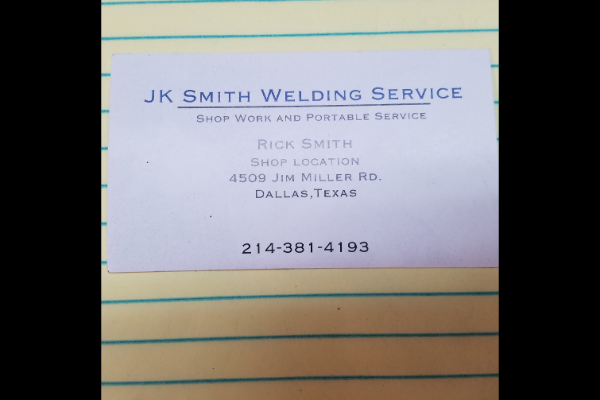 JK SMITH WELDING SERVICE
SHOP WORK AND PORTABLE SERVICE
RICK SMITH
SHOP LOCATION
4509 JIM MILLER RD.
DALLAS,TEXAS
214-381-4193